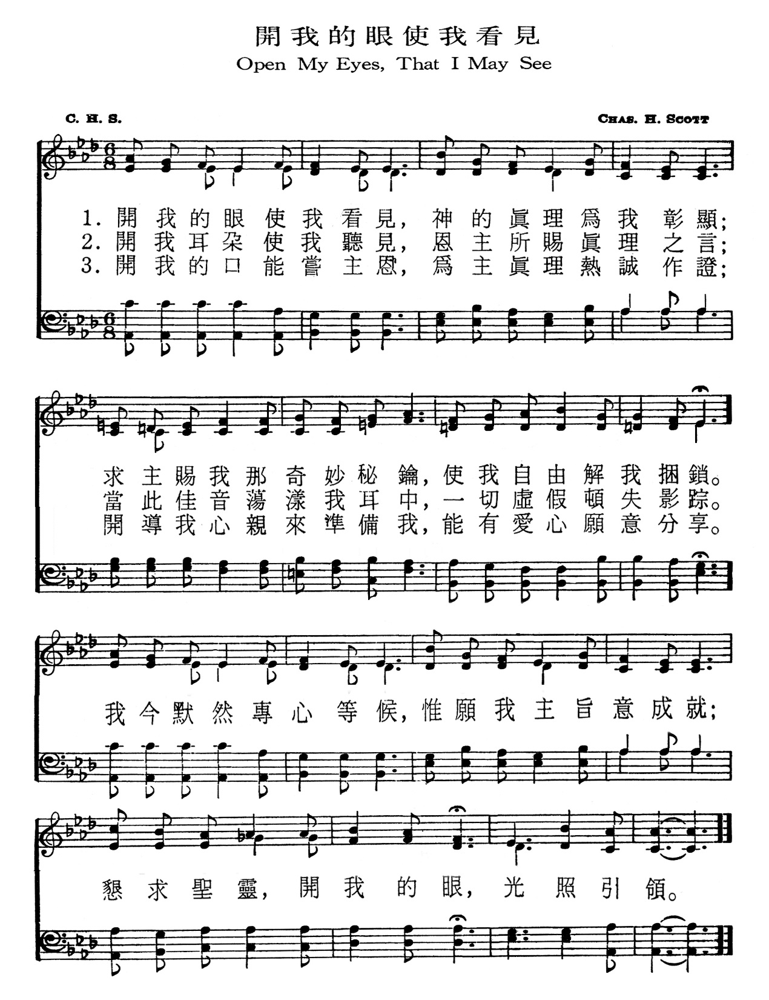 開我的眼使我看見
Open My Eyes, That I May See
C. H. S. CHAS. H. SCOTT
1. 開我的眼使我看見，神的眞理爲我彰顯；
2. 開我耳朶使我聽見，恩主所賜眞理之言；
3. 開我的口能嘗主恩，爲主眞理熱誠作證；
求主賜我那奇妙秘鑰，使我自由解我捆鎖。
當此佳音蕩漾我耳中，一切虛假頓失影踪。
開導我心親來準備我，能有愛心願意分享。
我今默然專心等候，惟願我主旨意成就；
懇求聖靈，開我的眼，光照引領。